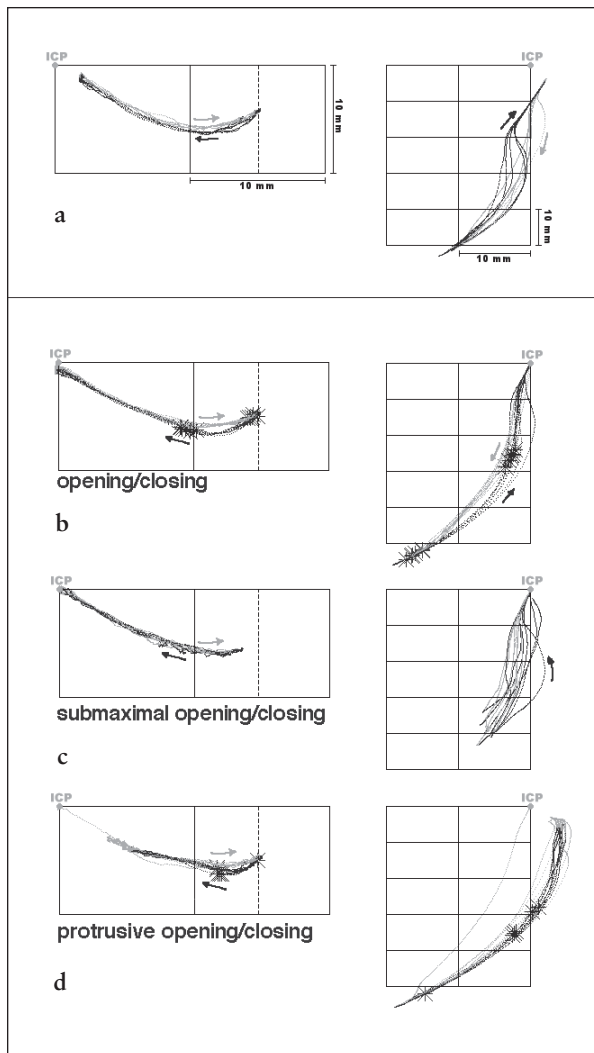 ICP
ICP
10 mm
10 mm
10 mm
10 mm
a
ICP
ICP
opening/closing
b
ICP
ICP
submaximal opening/closing
c
ICP
ICP
protrusive opening/closing
d